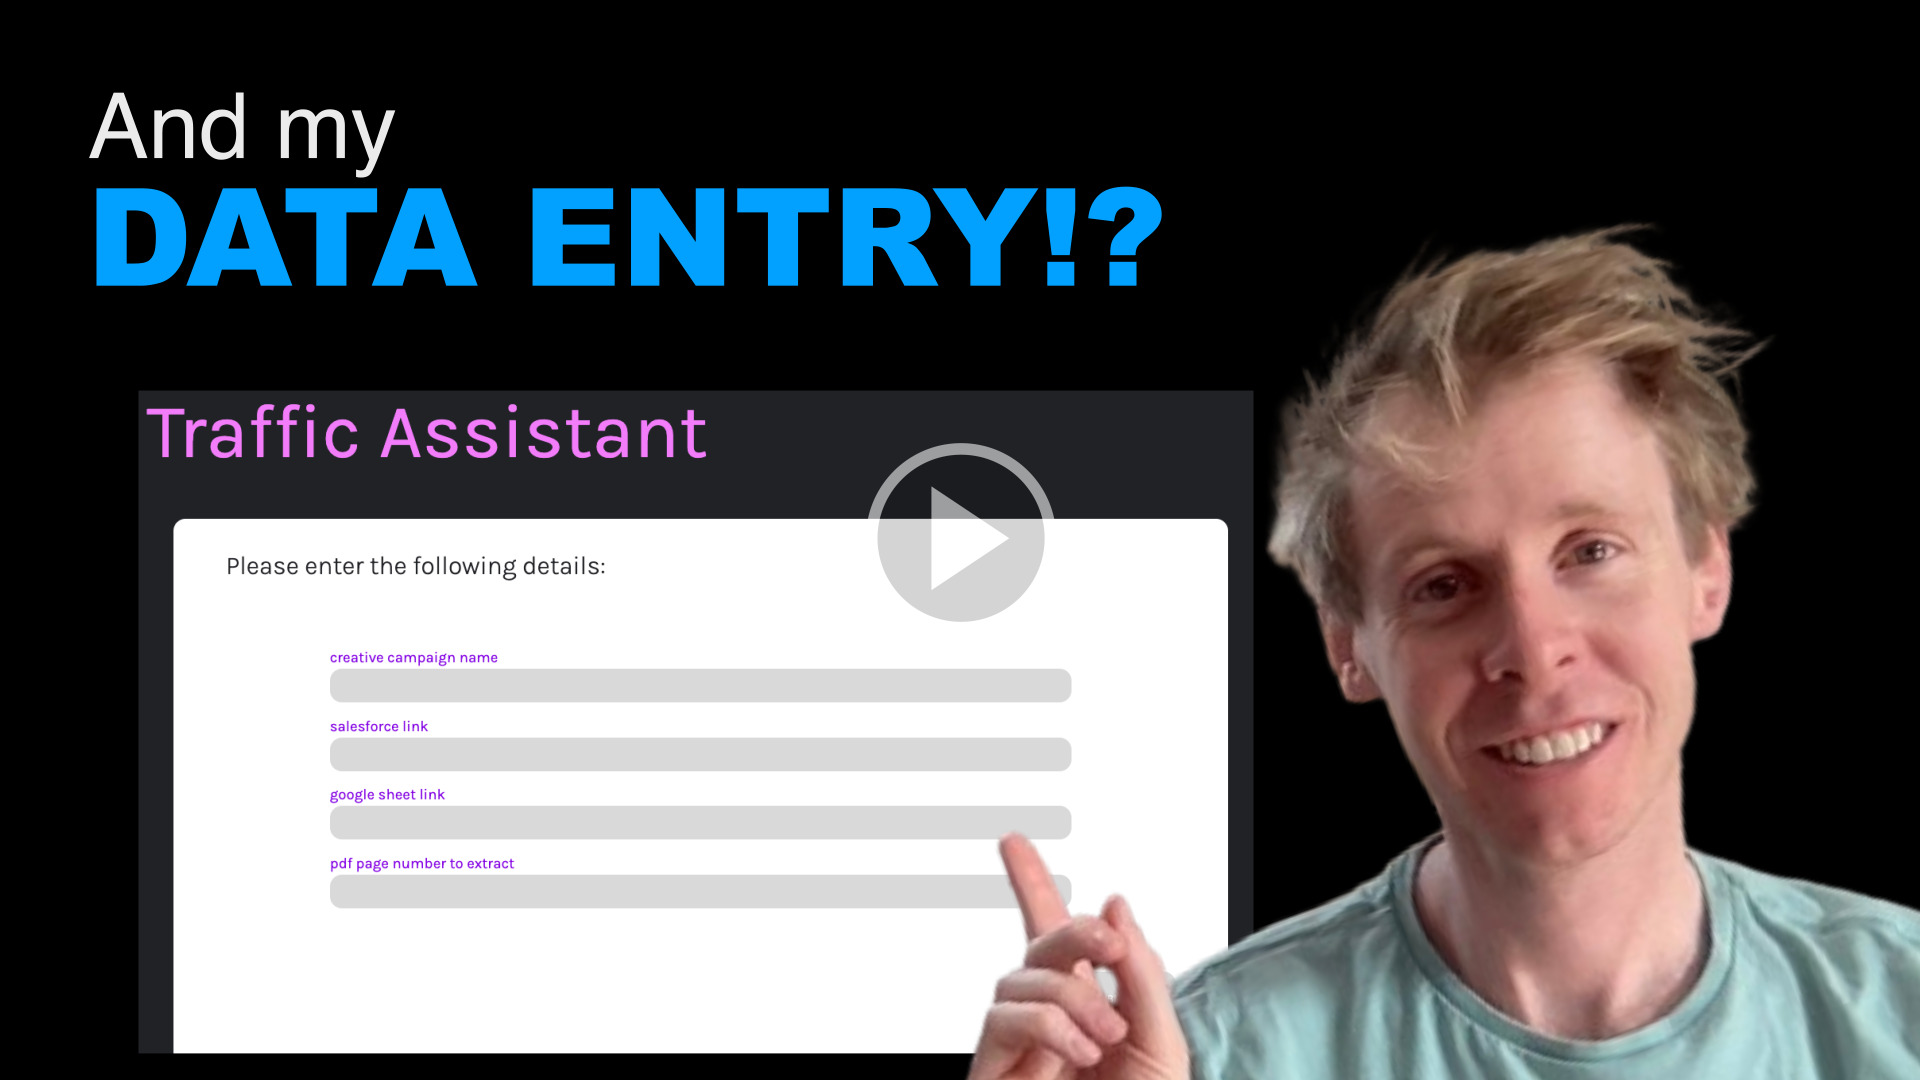 And my
DATA ENTRY!?
Traffic Assistant
Please enter the following details:
creative campaign name
salesforce link
google sheet link
pdf page number to extract